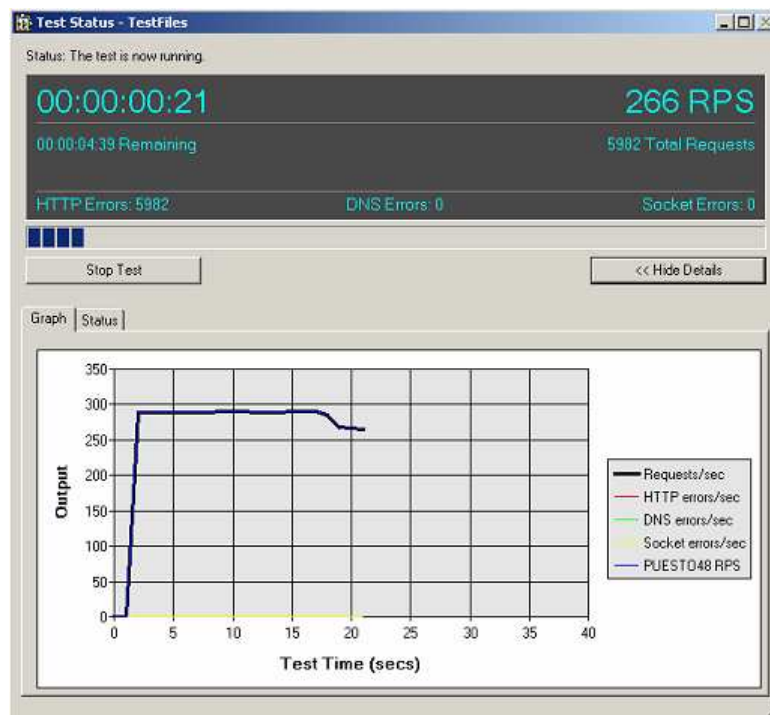 Test Status - TestFiles
Status: The test is now running.
00:00:00:21
266 RPS
00:00:04:39 Remaining
5982 Total Requests
HTTP Errors: 5982
DNS Errors: 0
Socket Errors: 0
Stop Test
<< Hide Details
Graph
Status
350
300
250
200
150
100
50
0
Output
0 5 10 15 20 25 30 35 40
Test Time (secs)
Requests/sec
HTTP errors/sec
DNS errors/sec
Socket errors/sec
PUESTO48 RPS